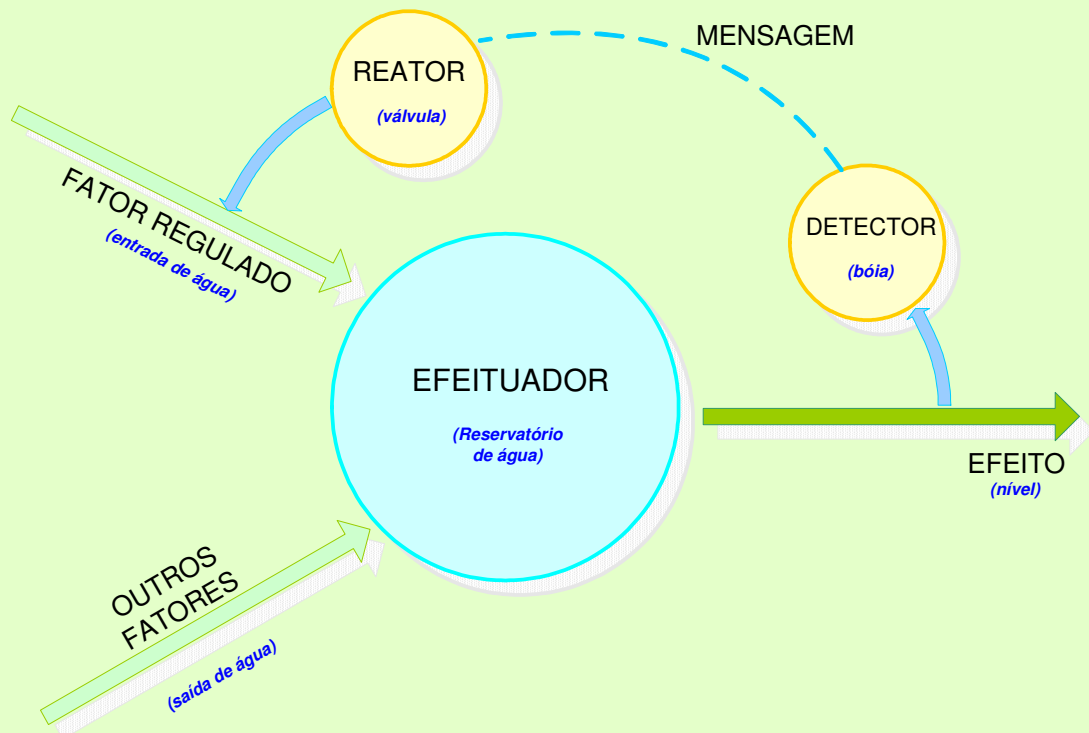 MENSAGEM
REATOR
(válvula)
FATOR REGULADO
(entrada de água)
DETECTOR
(bóia)
EFEITUADOR
(Reservatório
de água)
EFEITO
(nível)
OUTROS
FATORES
(saída de água)